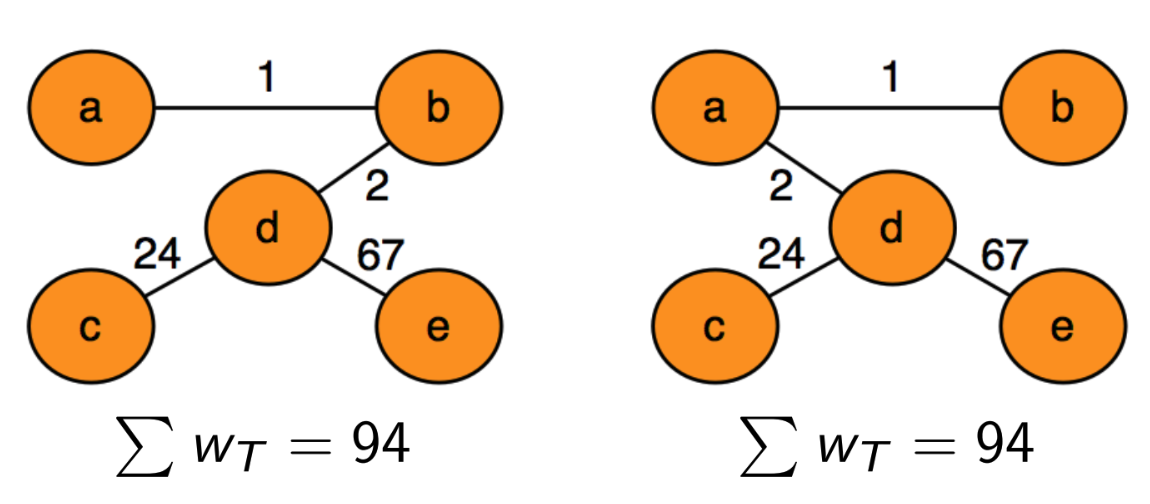 1 1
a b a b
2 2
d d
24 67 24 67
c e c e
∑ w_T = 94 ∑ w_T = 94